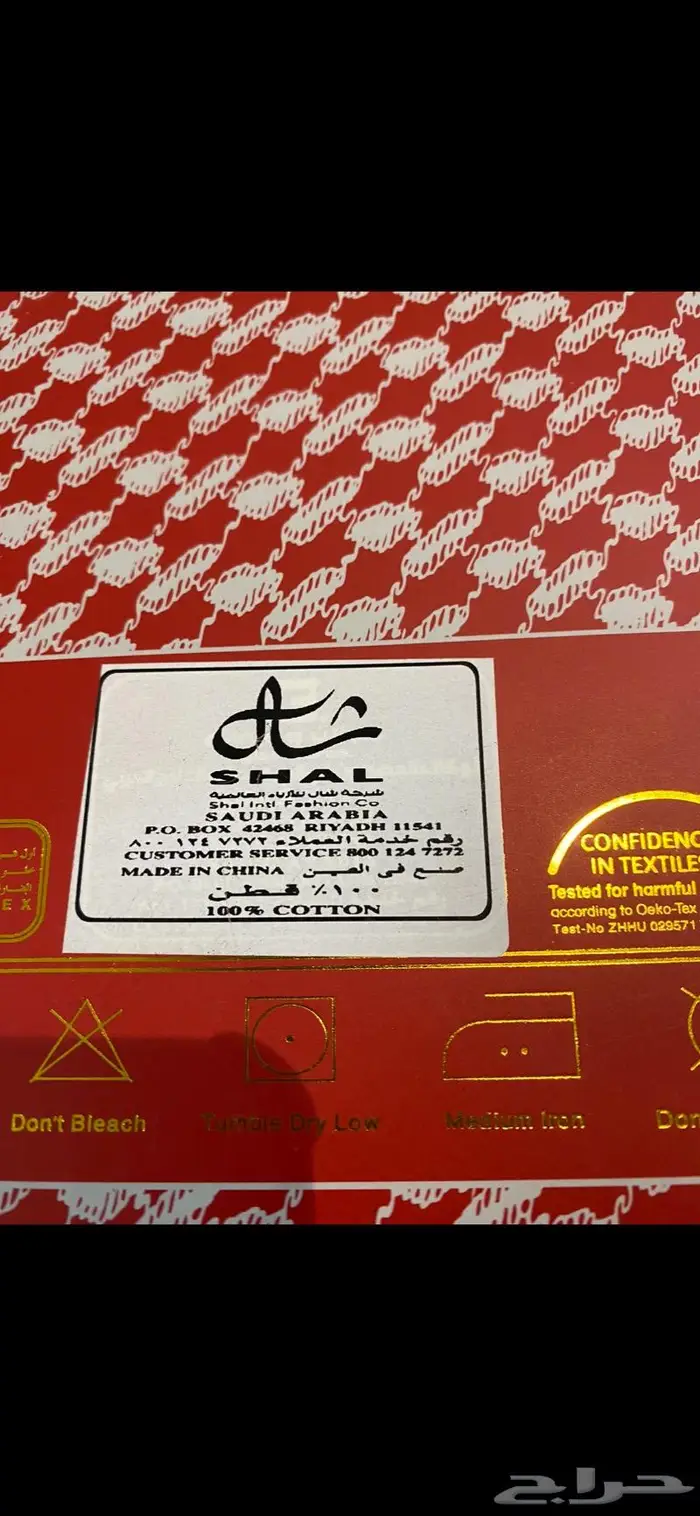 شال
SHAL
شركة شال للأزياء العالمية
Shal Intl. Fashion Co
SAUDI ARABIA
P.O. BOX 42468 RIYADH 11541
رقم خدمة العملاء ٧٢٧٢ ١٢٤ ٨٠٠
CUSTOMER SERVICE 800 124 7272
MADE IN CHINA صنع في الصين
١٠٠٪ قطن
100% COTTON
E X
CONFIDENC
IN TEXTILE
Tested for harmful
according to Oeko-Tex
Test-No ZHHU 029571
Don't Bleach
Tumble Dry Low
Medium Iron
Don
حراج